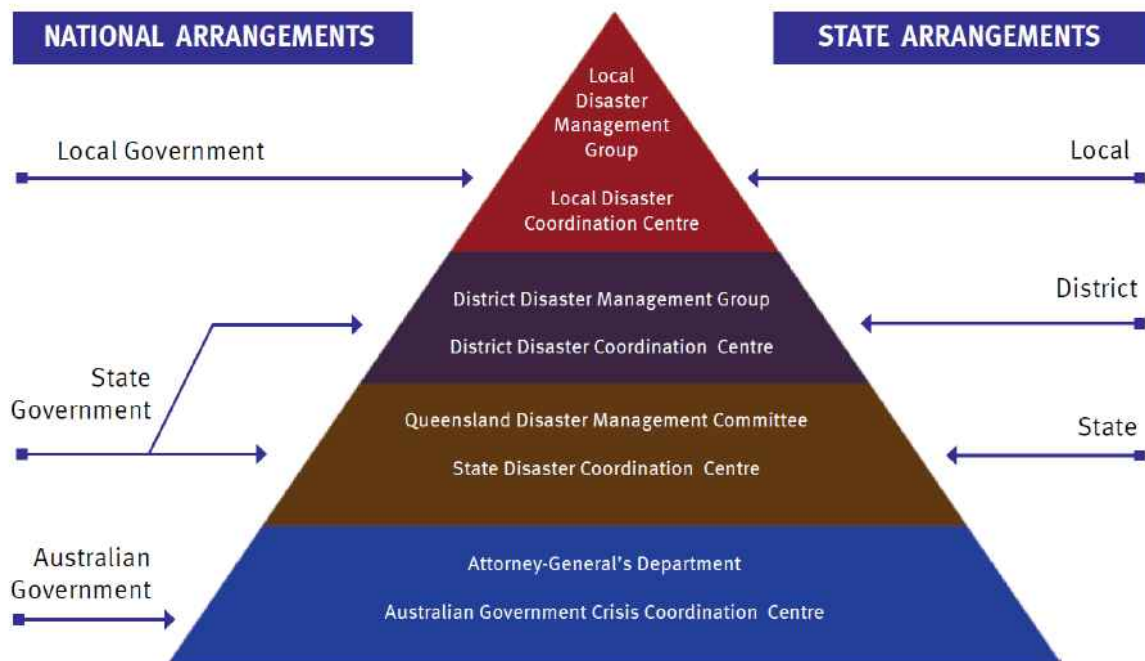 NATIONAL ARRANGEMENTS
STATE ARRANGEMENTS
Local
Disaster
Management
Group
Local Government
Local
Local Disaster
Coordination Centre
District Disaster Management Group
District
District Disaster Coordination Centre
State
Government
Queensland Disaster Management Committee
State
State Disaster Coordination Centre
Australian
Government
Attorney-General's Department
Australian Government Crisis Coordination Centre